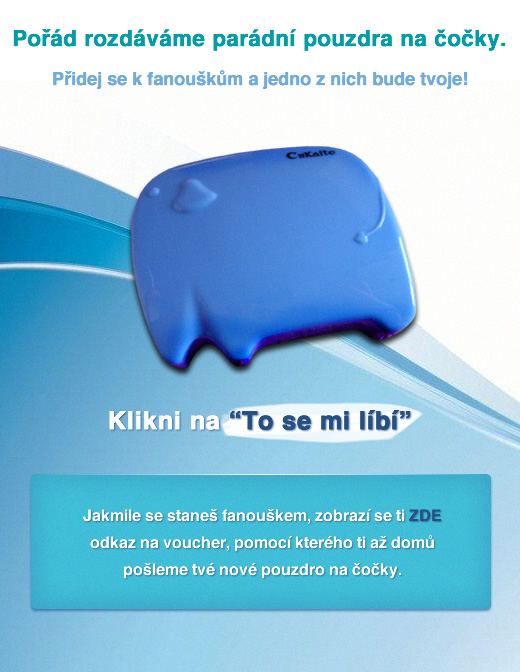 Pořád rozdáváme parádní pouzdra na čočky.
Přidej se k fanouškům a jedno z nich bude tvoje!
CnKaite
Klikni na “To se mi líbí”
Jakmile se staneš fanouškem, zobrazí se ti ZDE
odkaz na voucher, pomocí kterého ti až domů
pošleme tvé nové pouzdro na čočky.